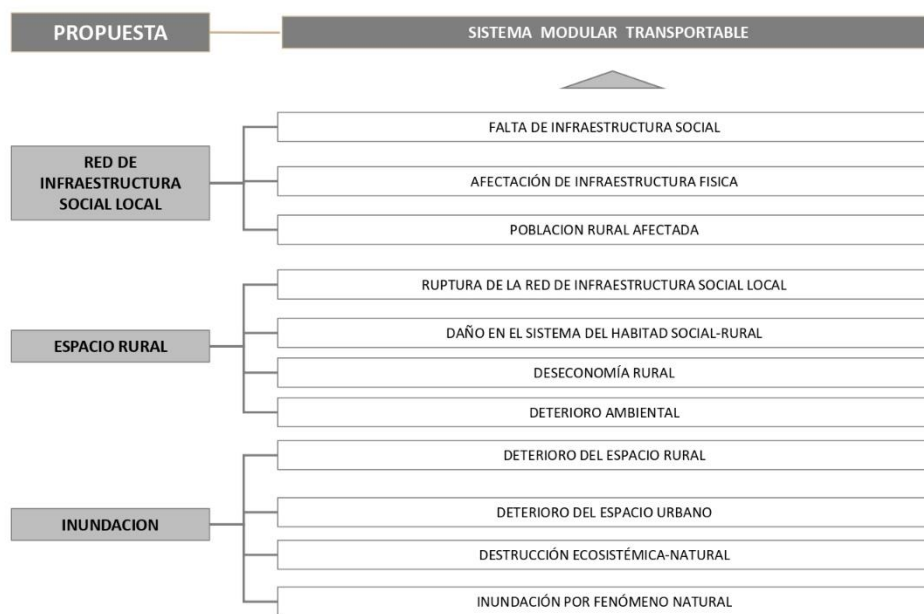 PROPUESTA
SISTEMA MODULAR TRANSPORTABLE
RED DE
INFRAESTRUCTURA
SOCIAL LOCAL
FALTA DE INFRAESTRUCTURA SOCIAL
AFECTACIÓN DE INFRAESTRUCTURA FISICA
POBLACION RURAL AFECTADA
ESPACIO RURAL
RUPTURA DE LA RED DE INFRAESTRUCTURA SOCIAL LOCAL
DAÑO EN EL SISTEMA DEL HABITAD SOCIAL-RURAL
DESECONOMÍA RURAL
DETERIORO AMBIENTAL
INUNDACION
DETERIORO DEL ESPACIO RURAL
DETERIORO DEL ESPACIO URBANO
DESTRUCCIÓN ECOSISTÉMICA-NATURAL
INUNDACIÓN POR FENÓMENO NATURAL